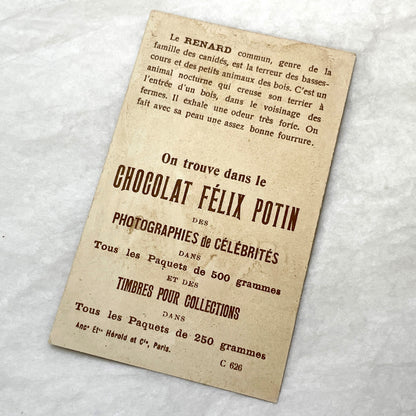 Le RENARD commun, genre de la
famille des canidés, est la terreur des basses-
cours et des petits animaux des bois. C'est un
animal nocturne qui creuse son terrier à
l'entrée d'un bois, dans le voisinage des
fermes. Il exhale une odeur très forte. On
fait avec sa peau une assez bonne fourrure.
On trouve dans le
CHOCOLAT FÉLIX POTIN
DES
PHOTOGRAPHIES de CÉLÉBRITÉS
DANS
Tous les Paquets de 500 grammes
ET DES
TIMBRES POUR COLLECTIONS
DANS
Tous les Paquets de 250 grammes
Anc⁸ Etˢ Hérold et Cⁱᵉ, Paris.
C 626